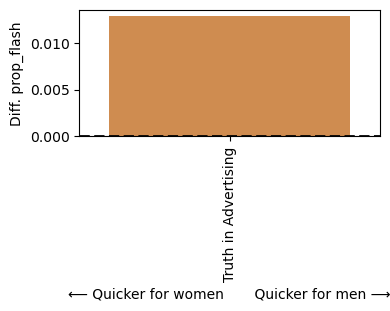 Diff. prop_flash
0.010
0.005
0.000
Truth in Advertising
⟵ Quicker for women
Quicker for men ⟶